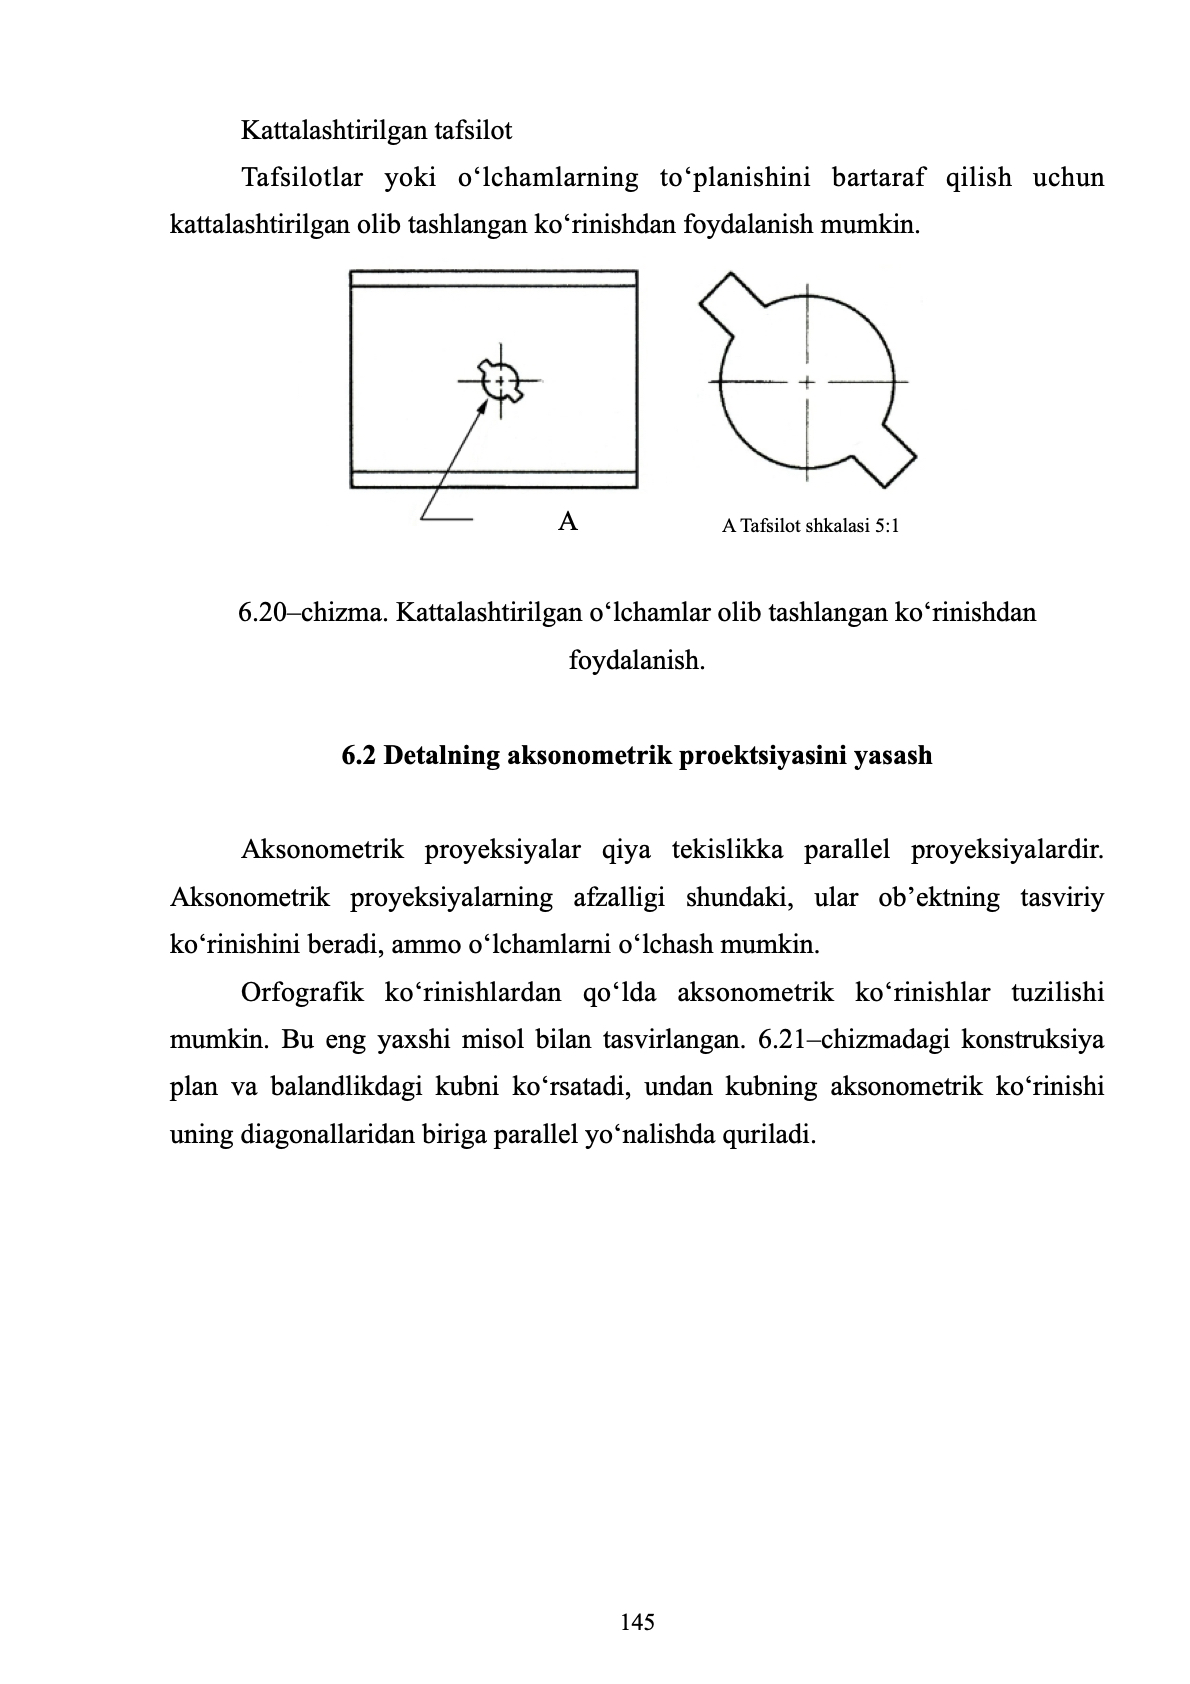 Kattalashtirilgan tafsilot
Tafsilotlar yoki o‘lchamlarning to‘planishini bartaraf qilish uchun
kattalashtirilgan olib tashlangan ko‘rinishdan foydalanish mumkin.
A
A Tafsilot shkalasi 5:1
6.20–chizma. Kattalashtirilgan o‘lchamlar olib tashlangan ko‘rinishdan
foydalanish.
6.2 Detalning aksonometrik proektsiyasini yasash
Aksonometrik proyeksiyalar qiya tekislikka parallel proyeksiyalardir.
Aksonometrik proyeksiyalarning afzalligi shundaki, ular ob’ektning tasviriy
ko‘rinishini beradi, ammo o‘lchamlarni o‘lchash mumkin.
Orfografik ko‘rinishlardan qo‘lda aksonometrik ko‘rinishlar tuzilishi
mumkin. Bu eng yaxshi misol bilan tasvirlangan. 6.21–chizmadagi konstruksiya
plan va balandlikdagi kubni ko‘rsatadi, undan kubning aksonometrik ko‘rinishi
uning diagonallaridan biriga parallel yo‘nalishda quriladi.
145